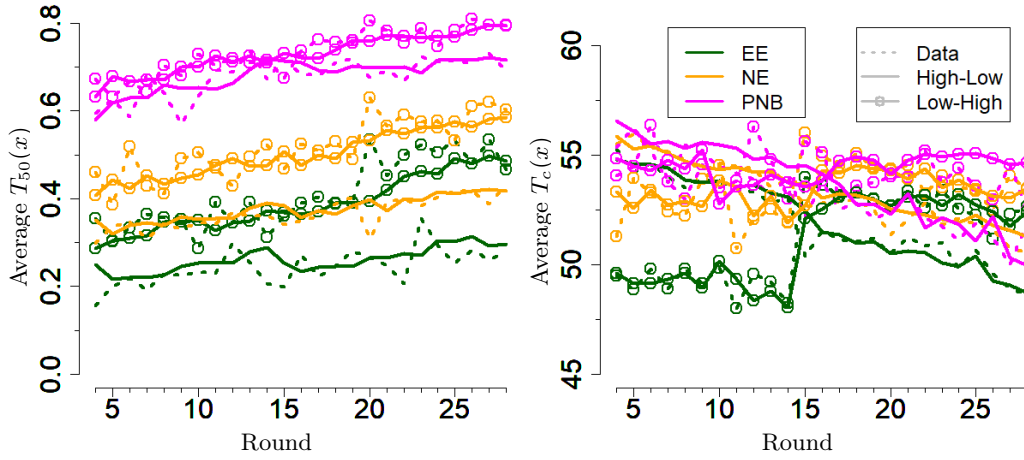 Average T₅₀(x)
0.0 0.2 0.4 0.6 0.8
5 10 15 20 25
Round
Average T_c(x)
45 50 55 60
5 10 15 20 25
Round
EE
NE
PNB
Data
High-Low
Low-High